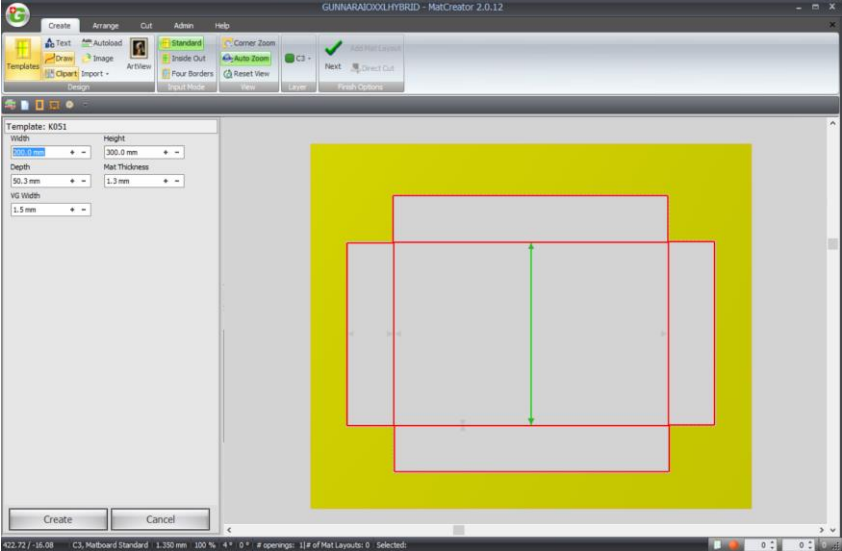 GUNNARAIOXXLHYBRID - MatCreator 2.0.12
Create Arrange Cut Admin Help
Templates
Text
Draw
Clipart
Autoload
Image
Import
Artiview
Design
Standard
Inside Out
Four Borders
Input Mode
Corner Zoom
Auto Zoom
Reset View
View
C3
Layer
Next
Add Mat Layout
Direct Cut
Finish Options
Template: K051
Width Height
200.0 mm + - 300.0 mm + -
Depth Mat Thickness
50.3 mm + - 1.3 mm + -
VG Width
1.5 mm + -
Create Cancel
422.72 / -16.08 C3, Matboard Standard 1.350 mm 100 % 4 ° 0 ° # openings: 1|# of Mat Layouts: 0 Selected: 0 0 0